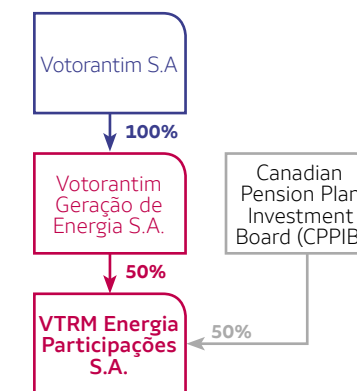 Votorantim S.A
100%
Votorantim
Geração de
Energia S.A.
Canadian
Pension Plan
Investment
Board (CPPIB
50%
VTRM Energia
Participações
S.A.
50%